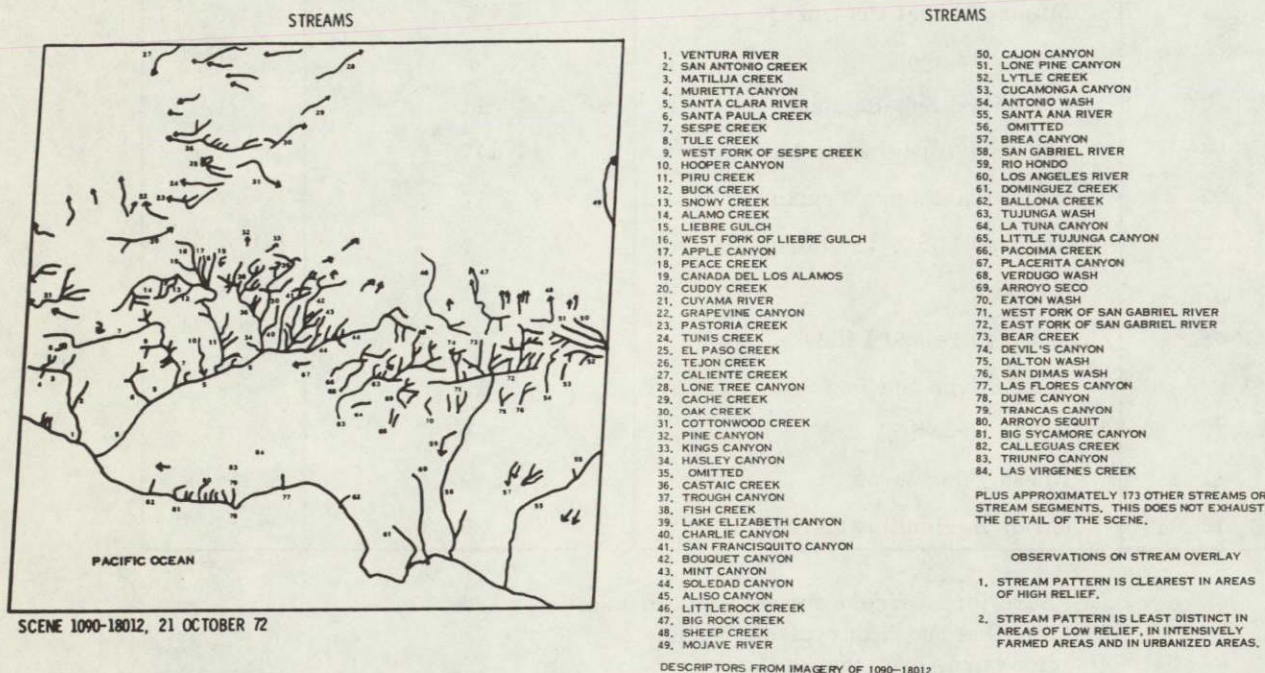 STREAMS
PACIFIC OCEAN
SCENE 1090-18012, 21 OCTOBER 72
STREAMS
1. VENTURA RIVER
2. SAN ANTONIO CREEK
3. MATILIJA CREEK
4. MURIETTA CANYON
5. SANTA CLARA RIVER
6. SANTA PAULA CREEK
7. SESPE CREEK
8. TULE CREEK
9. WEST FORK OF SESPE CREEK
10. HOOPER CANYON
11. PIRU CREEK
12. BUCK CREEK
13. SNOWY CREEK
14. ALAMO CREEK
15. LIEBRE GULCH
16. WEST FORK OF LIEBRE GULCH
17. APPLE CANYON
18. PEACE CREEK
19. CANADA DEL LOS ALAMOS
20. CUDDY CREEK
21. CUYAMA RIVER
22. GRAPEVINE CANYON
23. PASTORIA CREEK
24. TUNIS CREEK
25. EL PASO CREEK
26. TEJON CREEK
27. CALIENTE CREEK
28. LONE TREE CANYON
29. CACHE CREEK
30. OAK CREEK
31. COTTONWOOD CREEK
32. PINE CANYON
33. KINGS CANYON
34. HASLEY CANYON
35. OMITTED
36. CASTAIC CREEK
37. TROUGH CANYON
38. FISH CREEK
39. LAKE ELIZABETH CANYON
40. CHARLIE CANYON
41. SAN FRANCISQUITO CANYON
42. BOUQUET CANYON
43. MINT CANYON
44. SOLEDAD CANYON
45. ALISO CANYON
46. LITTLEROCK CREEK
47. BIG ROCK CREEK
48. SHEEP CREEK
49. MOJAVE RIVER
50. CAJON CANYON
51. LONE PINE CANYON
52. LYTLE CREEK
53. CUCAMONGA CANYON
54. ANTONIO WASH
55. SANTA ANA RIVER
56. OMITTED
57. BREA CANYON
58. SAN GABRIEL RIVER
59. RIO HONDO
60. LOS ANGELES RIVER
61. DOMINGUEZ CREEK
62. BALLONA CREEK
63. TUJUNGA WASH
64. LA TUNA CANYON
65. LITTLE TUJUNGA CANYON
66. PACOIMA CREEK
67. PLACERITA CANYON
68. VERDUGO WASH
69. ARROYO SECO
70. EATON WASH
71. WEST FORK OF SAN GABRIEL RIVER
72. EAST FORK OF SAN GABRIEL RIVER
73. BEAR CREEK
74. DEVIL'S CANYON
75. DALTON WASH
76. SAN DIMAS WASH
77. LAS FLORES CANYON
78. DUME CANYON
79. TRANCAS CANYON
80. ARROYO SEQUIT
81. BIG SYCAMORE CANYON
82. CALLEGUAS CREEK
83. TRIUNFO CANYON
84. LAS VIRGENES CREEK
PLUS APPROXIMATELY 173 OTHER STREAMS OR
STREAM SEGMENTS. THIS DOES NOT EXHAUST
THE DETAIL OF THE SCENE.
OBSERVATIONS ON STREAM OVERLAY
1. STREAM PATTERN IS CLEAREST IN AREAS
OF HIGH RELIEF.
2. STREAM PATTERN IS LEAST DISTINCT IN
AREAS OF LOW RELIEF, IN INTENSIVELY
FARMED AREAS AND IN URBANIZED AREAS.
DESCRIPTORS FROM IMAGERY OF 1090-18012